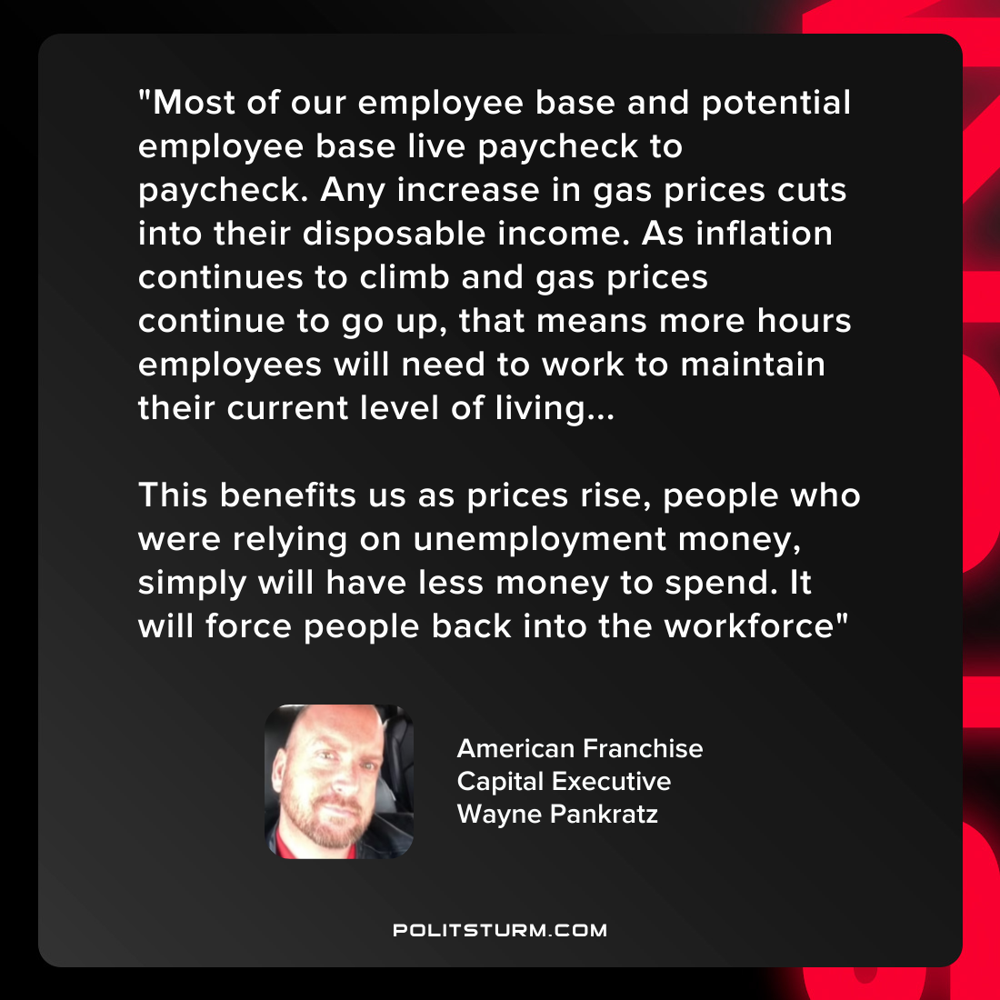 "Most of our employee base and potential
employee base live paycheck to
paycheck. Any increase in gas prices cuts
into their disposable income. As inflation
continues to climb and gas prices
continue to go up, that means more hours
employees will need to work to maintain
their current level of living...
This benefits us as prices rise, people who
were relying on unemployment money,
simply will have less money to spend. It
will force people back into the workforce"
American Franchise
Capital Executive
Wayne Pankratz
POLITSTURM.COM